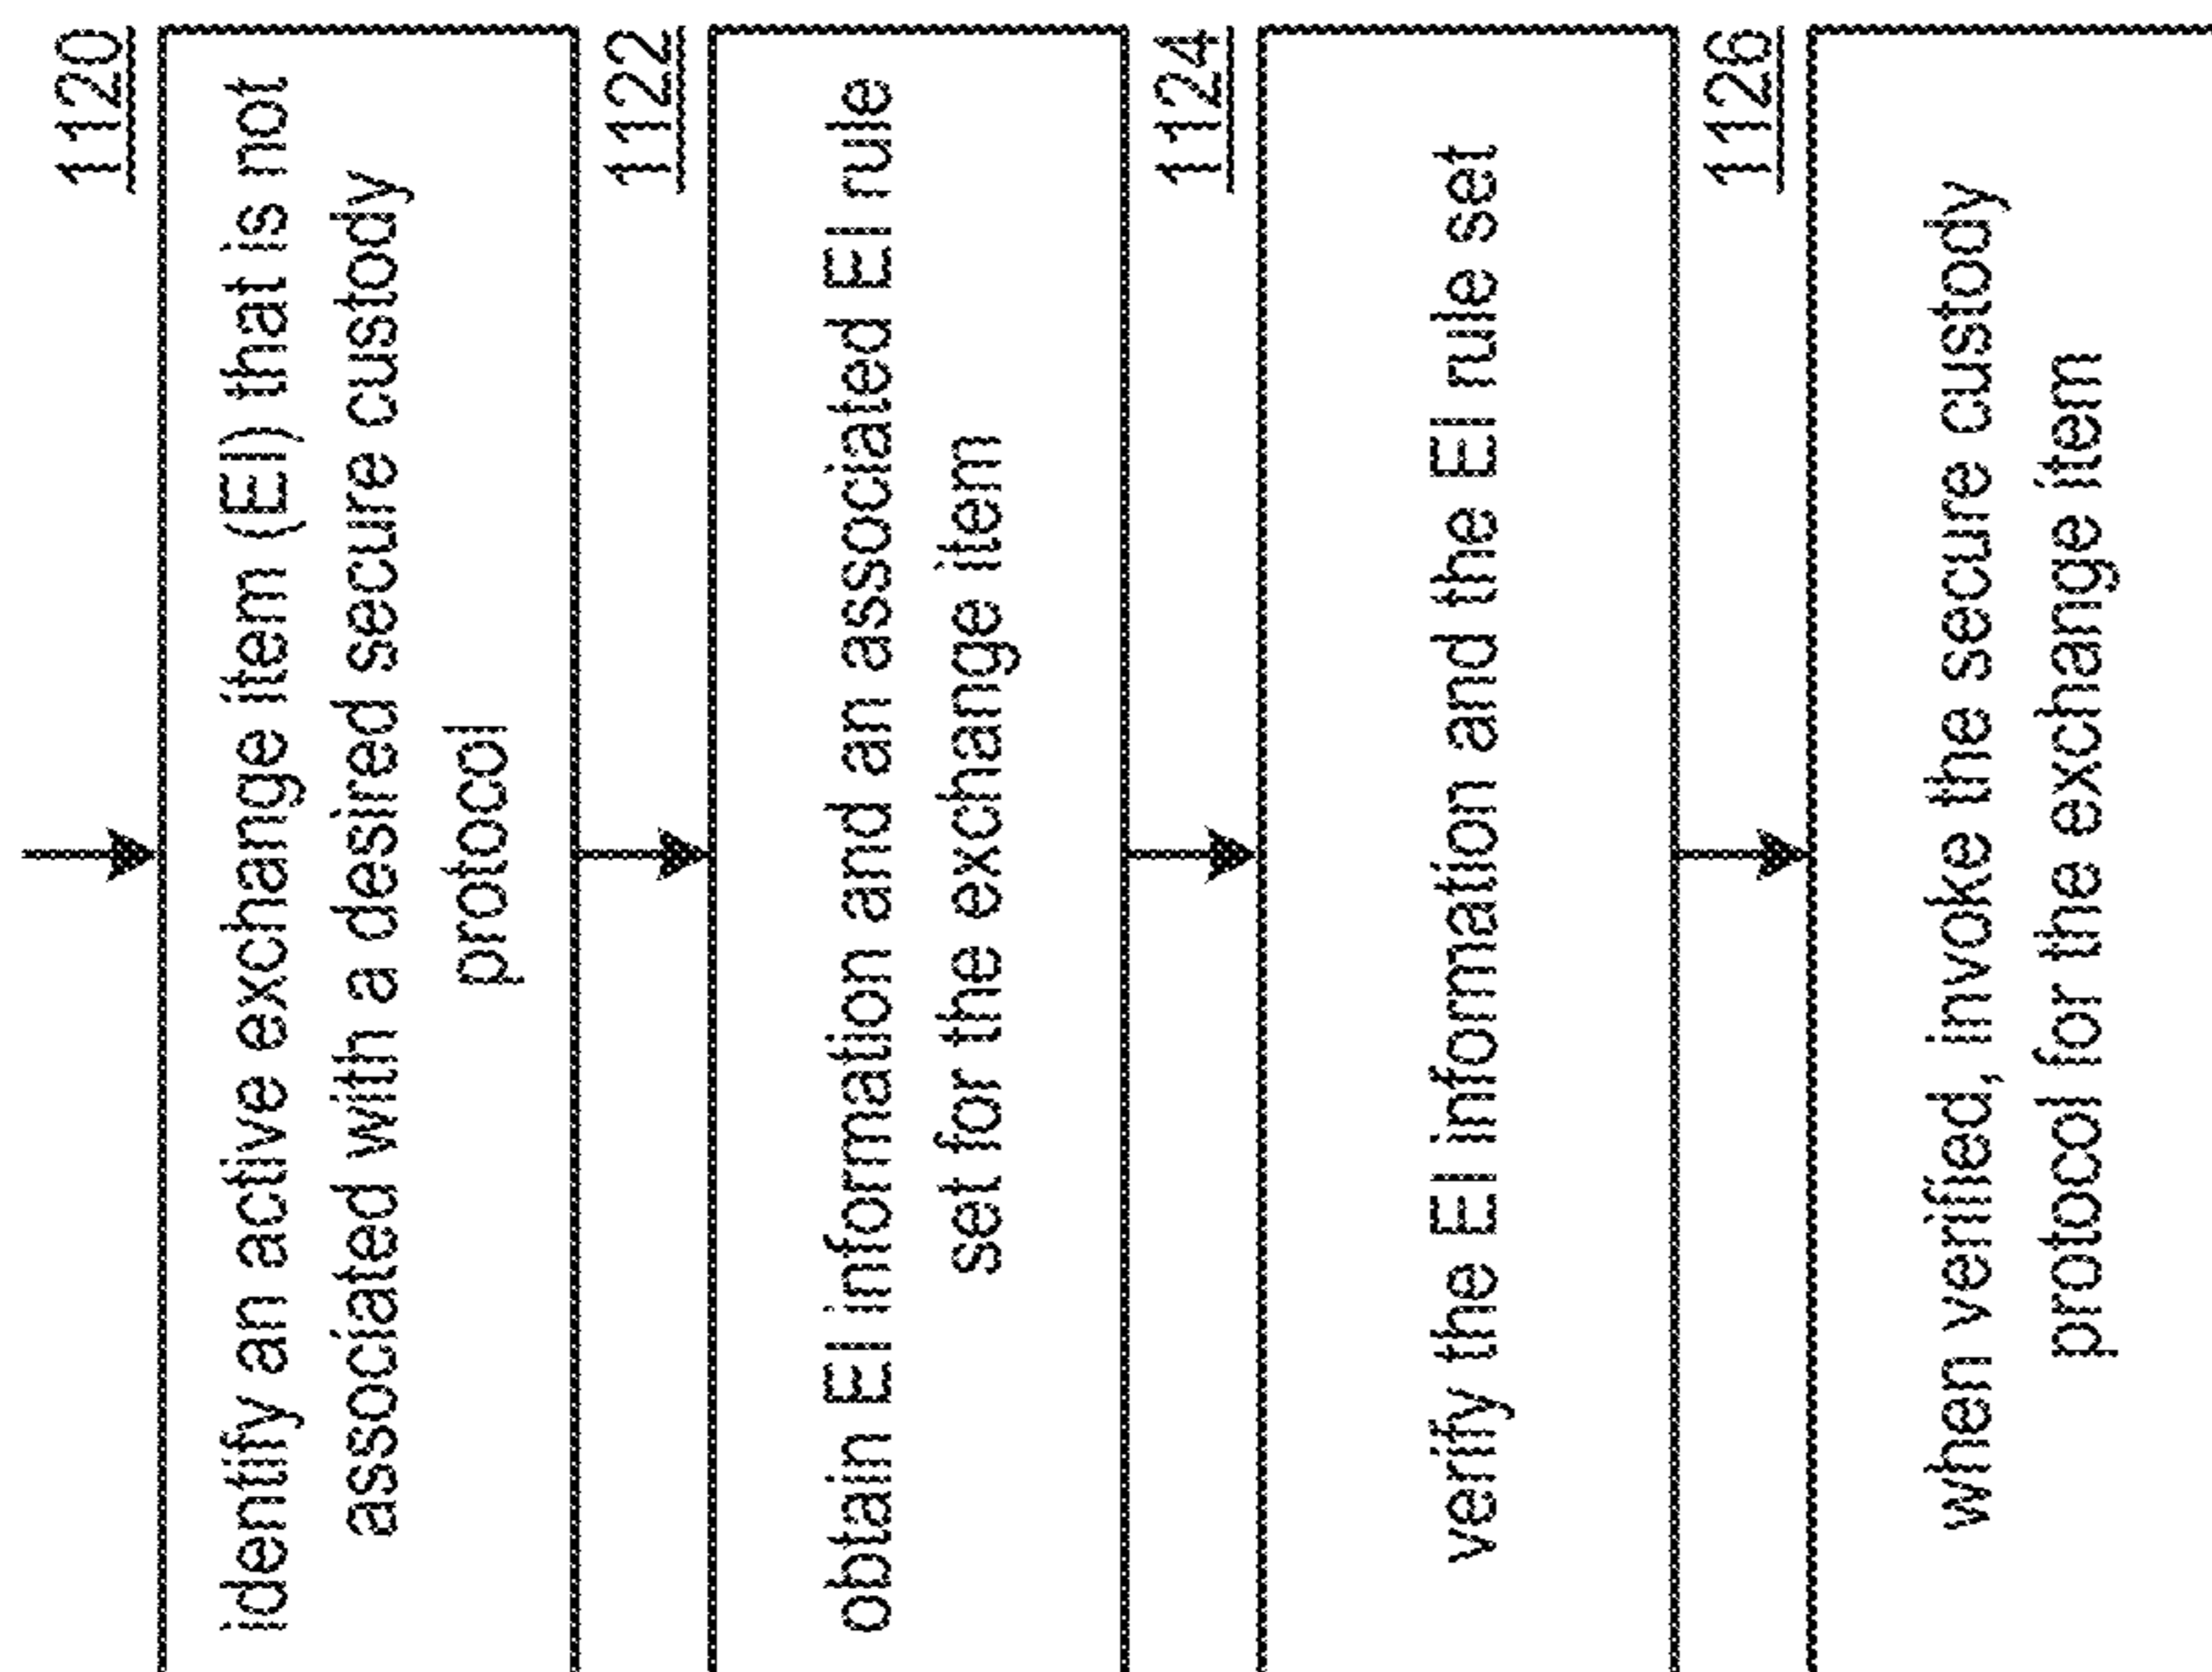 1120
identify an active exchange item (EI) that is not
associated with a desired secure custody
protocol
1122
obtain EI information and an associated EI rule
set for the exchange item
1124
verify the EI information and the EI rule set
1126
when verified, invoke the secure custody
protocol for the exchange item